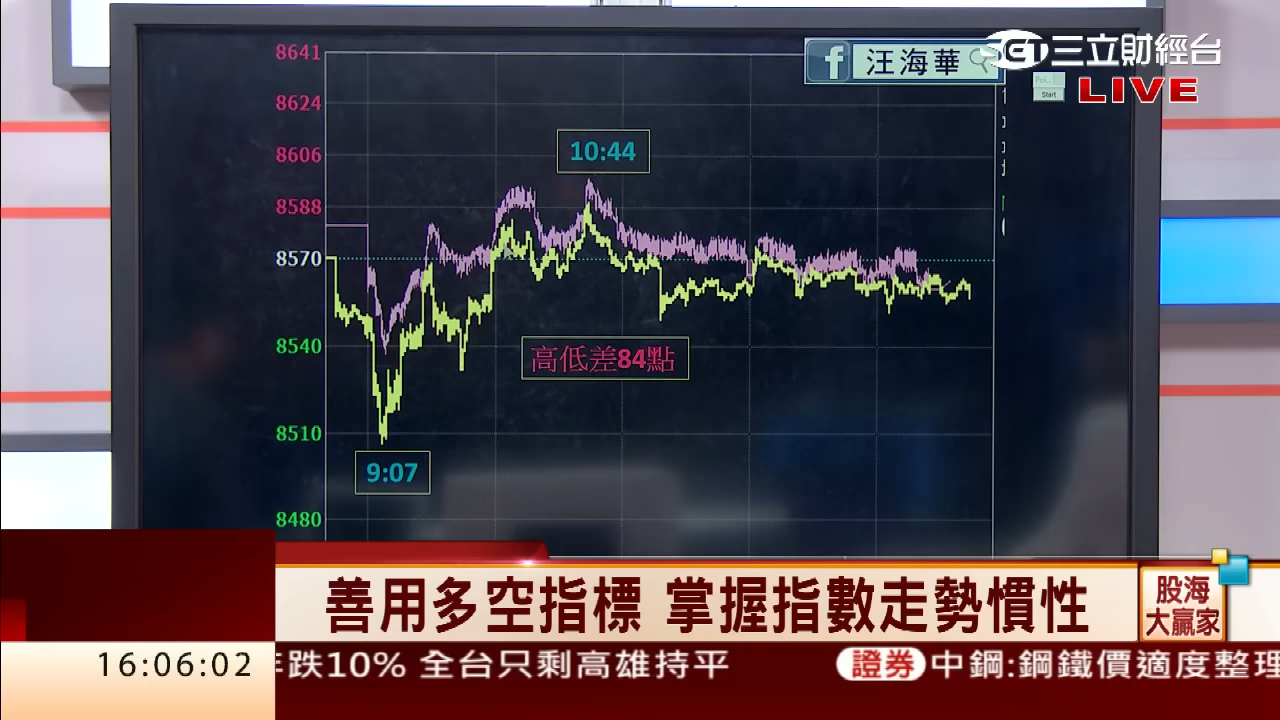 8641
8624
8606
8588
8570
8540
8510
8480
f 汪海華
三立財經台
LIVE
Start
10:44
高低差84點
9:07
善用多空指標 掌握指數走勢慣性
股海
大贏家
16:06:02
跌10% 全台只剩高雄持平
證券 中鋼:鋼鐵價適度整理